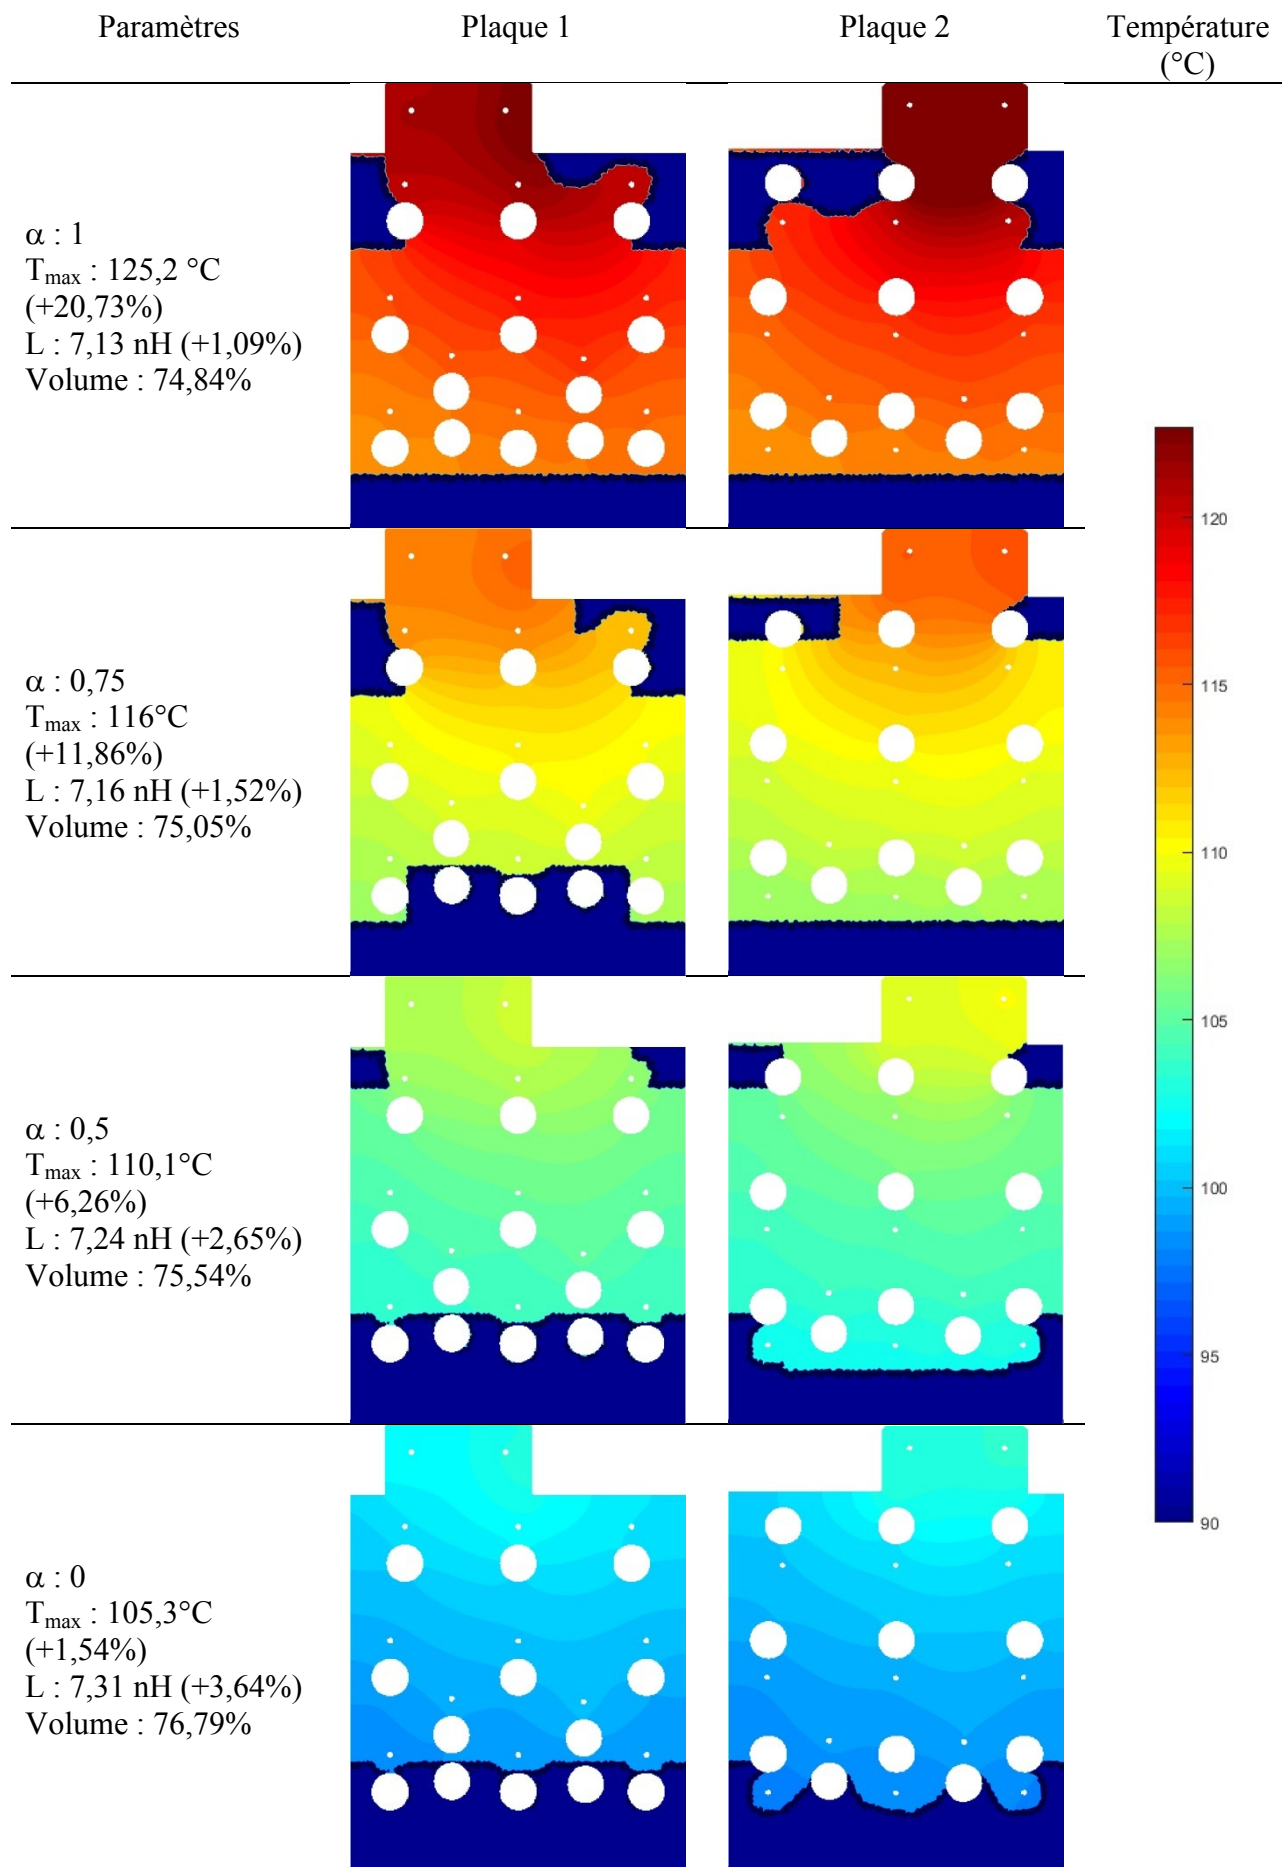 Paramètres Plaque 1 Plaque 2 Température
(°C)
α : 1
Tmax : 125,2 °C
(+20,73%)
L : 7,13 nH (+1,09%)
Volume : 74,84%
α : 0,75
Tmax : 116°C
(+11,86%)
L : 7,16 nH (+1,52%)
Volume : 75,05%
α : 0,5
Tmax : 110,1°C
(+6,26%)
L : 7,24 nH (+2,65%)
Volume : 75,54%
α : 0
Tmax : 105,3°C
(+1,54%)
L : 7,31 nH (+3,64%)
Volume : 76,79%
120
115
110
105
100
95
90